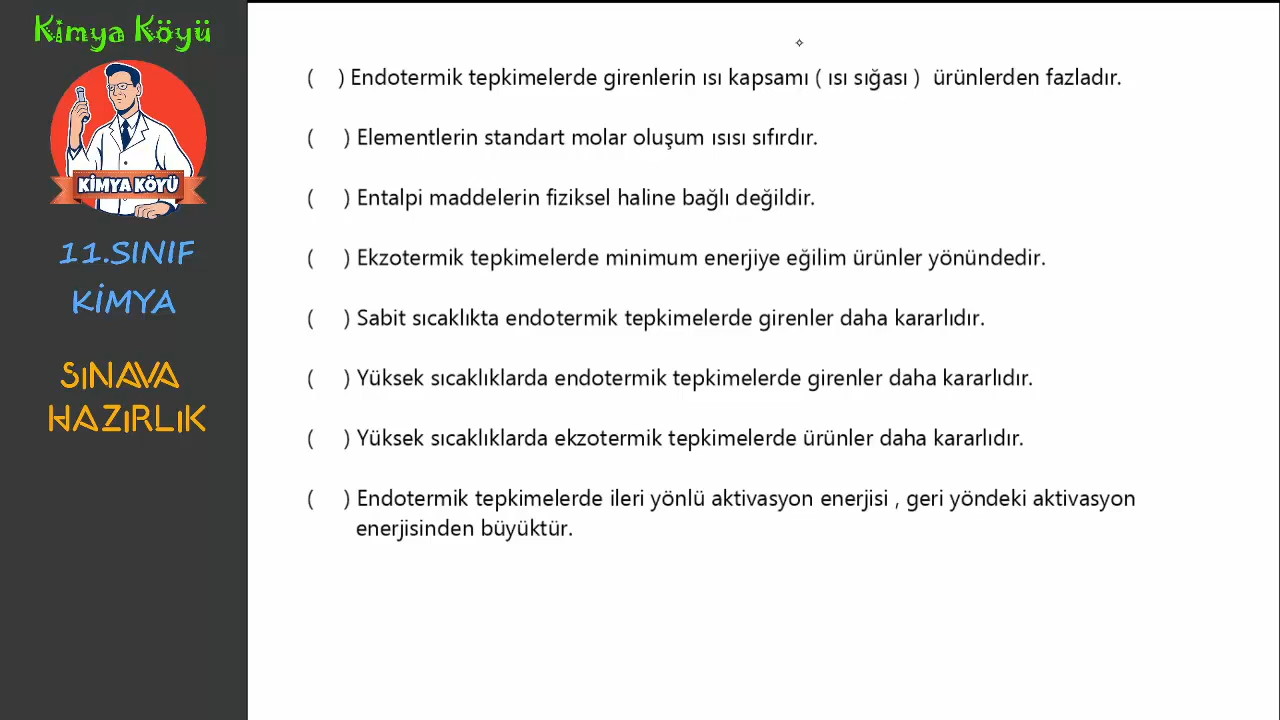 Kimya Köyü
KİMYA KÖYÜ
11.SINIF
KİMYA
SINAVA
HAZIRLIK
(    ) Endotermik tepkimelerde girenlerin ısı kapsamı ( ısı sığası )  ürünlerden fazladır.
(    ) Elementlerin standart molar oluşum ısısı sıfırdır.
(    ) Entalpi maddelerin fiziksel haline bağlı değildir.
(    ) Ekzotermik tepkimelerde minimum enerjiye eğilim ürünler yönündedir.
(    ) Sabit sıcaklıkta endotermik tepkimelerde girenler daha kararlıdır.
(    ) Yüksek sıcaklıklarda endotermik tepkimelerde girenler daha kararlıdır.
(    ) Yüksek sıcaklıklarda ekzotermik tepkimelerde ürünler daha kararlıdır.
(    ) Endotermik tepkimelerde ileri yönlü aktivasyon enerjisi , geri yöndeki aktivasyon
enerjisinden büyüktür.